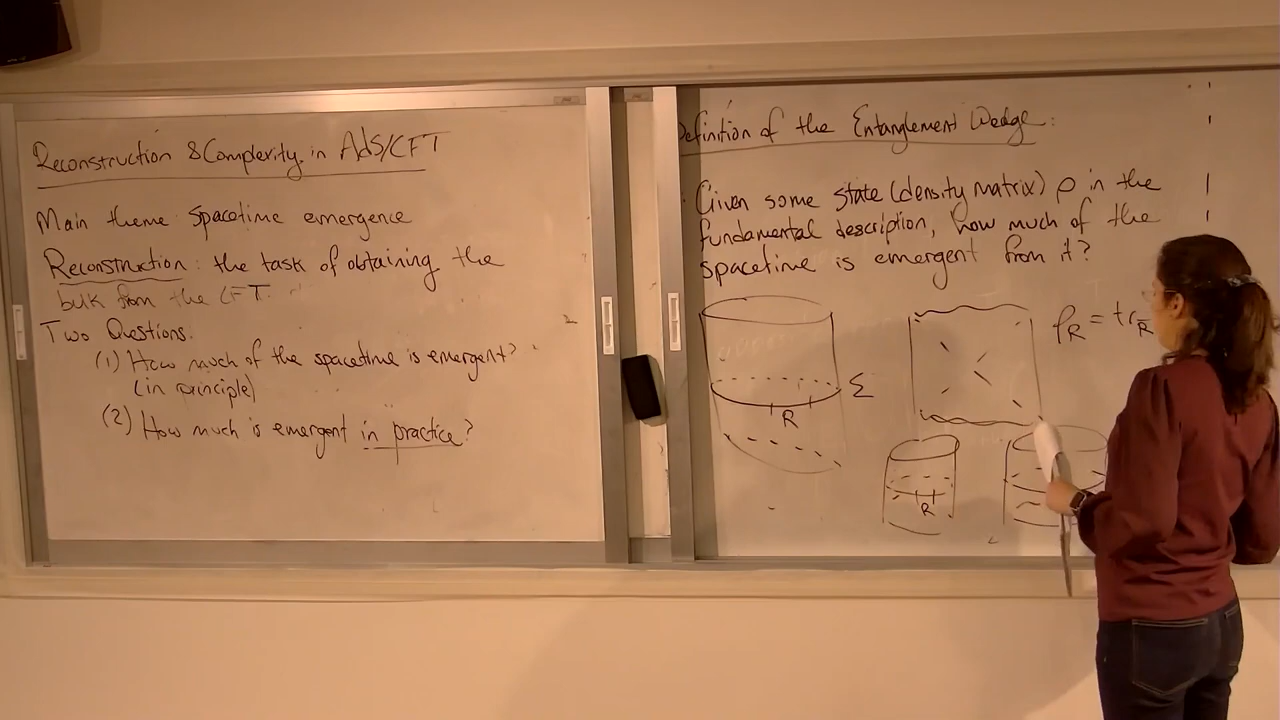 Reconstruction & Complexity in AdS/CFT
Main theme: Spacetime emergence
Reconstruction: the task of obtaining the
bulk from the CFT.
Two Questions.
(1) How much of the spacetime is emergent?
(in principle)
(2) How much is emergent in practice?
Definition of the Entanglement Wedge:
Given some state (density matrix) ρ in the
fundamental description, how much of the
spacetime is emergent from it?
Σ
R
ρ_R = tr_R̄
R